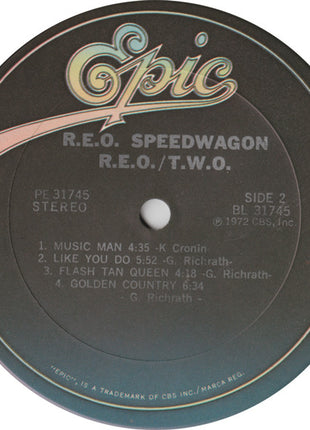 Epic
R.E.O. SPEEDWAGON
R.E.O./T.W.O.
PE 31745 SIDE 2
STEREO BL 31745
℗ 1972 CBS, Inc.
1. MUSIC MAN 4:35 -K Cronin-
2. LIKE YOU DO 5:52 -G. Richrath-
3. FLASH TAN QUEEN 4:18 -G. Richrath-
4. GOLDEN COUNTRY 6:34
- G. Richrath -
"EPIC", IS A TRADEMARK OF CBS INC./MARCA REG.